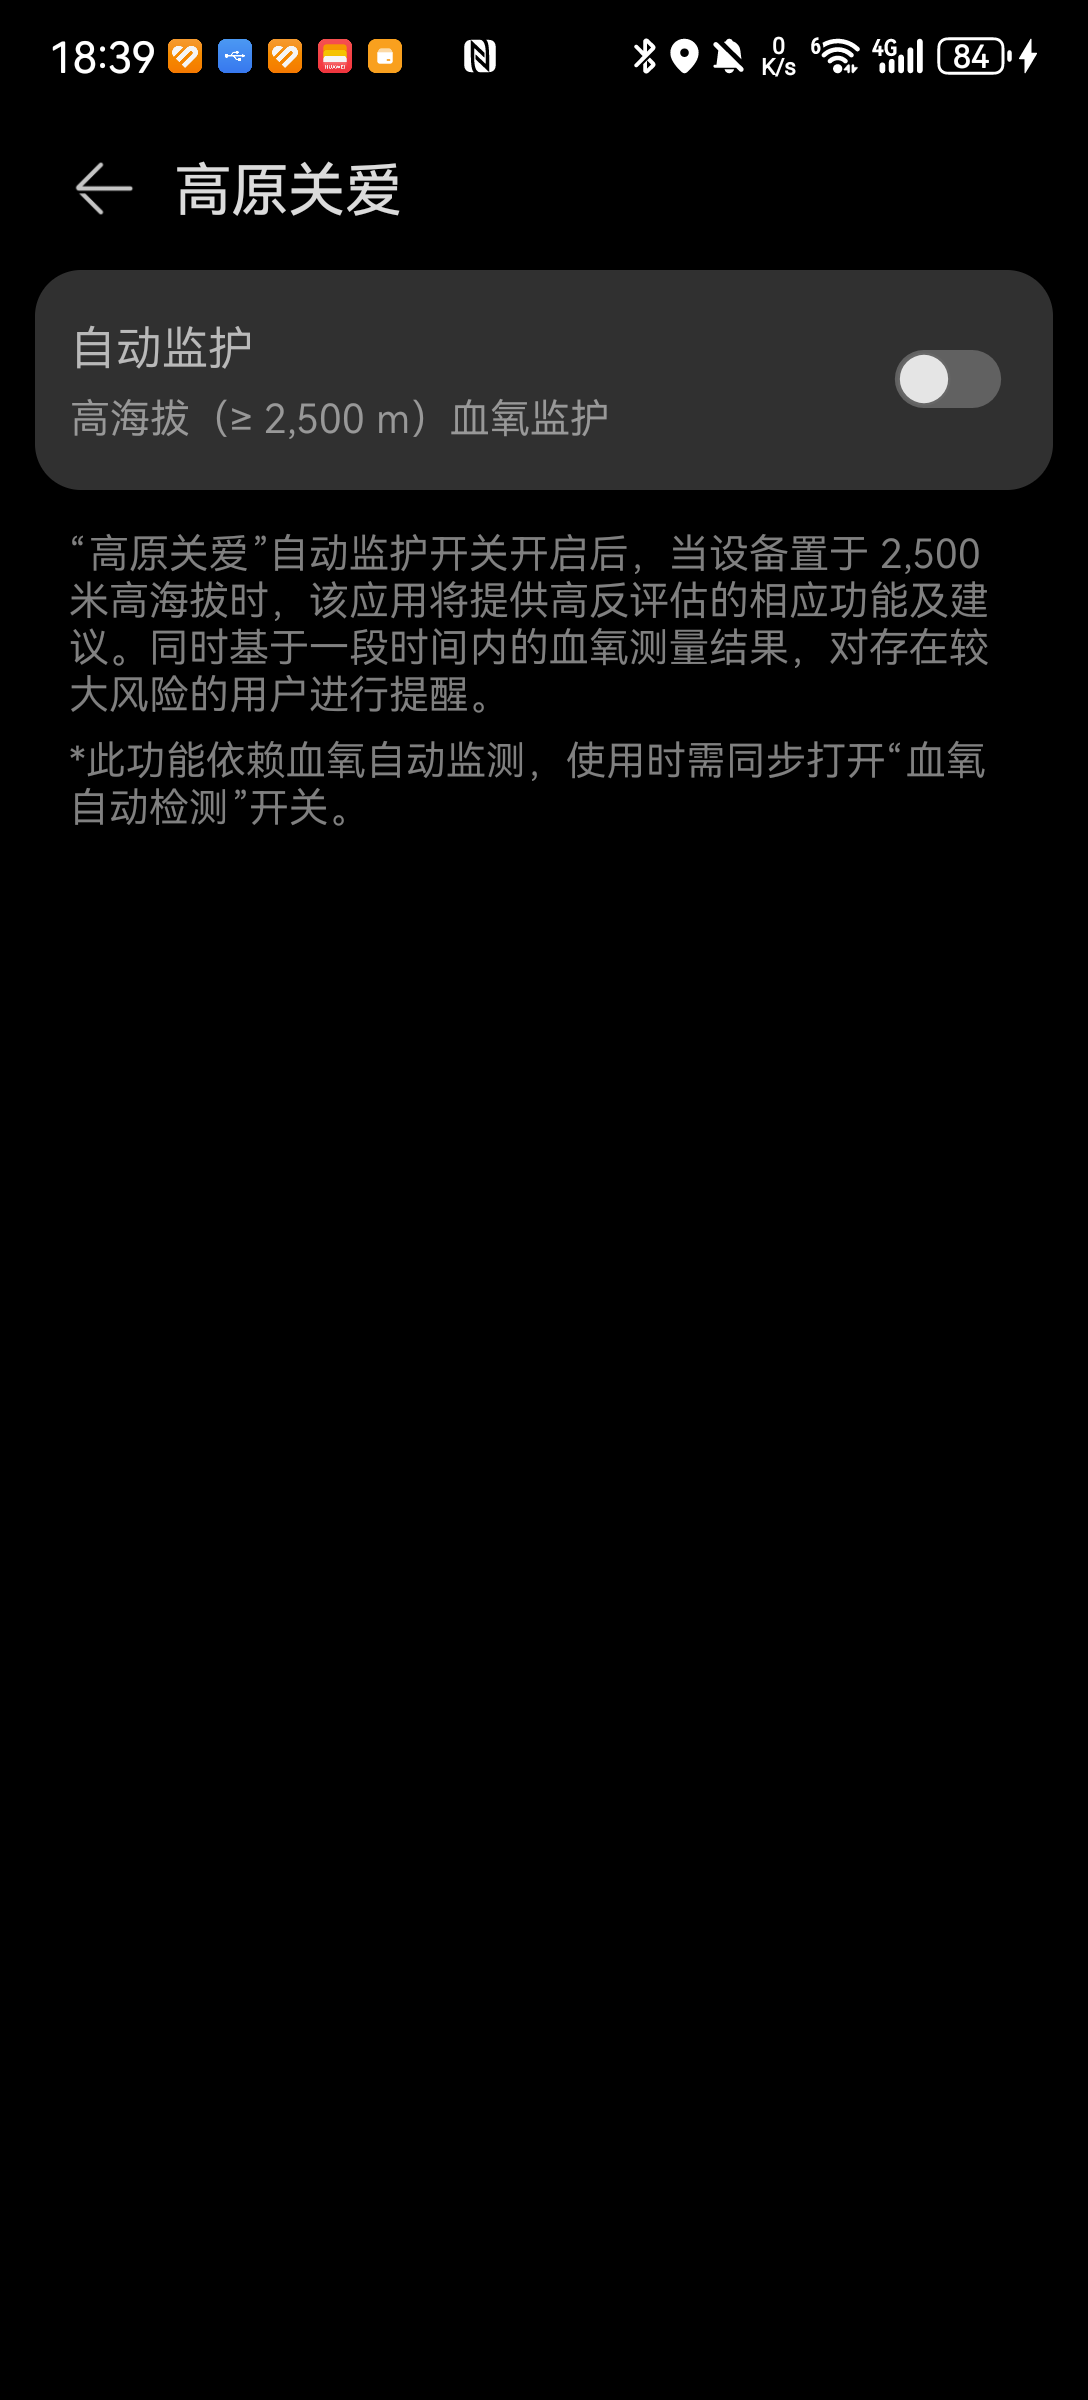 18:39
0
K/s
6
4G
84
高原关爱
自动监护
高海拔（≥ 2,500 m）血氧监护
“高原关爱”自动监护开关开启后，当设备置于 2,500
米高海拔时，该应用将提供高反评估的相应功能及建
议。同时基于一段时间内的血氧测量结果，对存在较
大风险的用户进行提醒。
*此功能依赖血氧自动监测，使用时需同步打开“血氧
自动检测”开关。